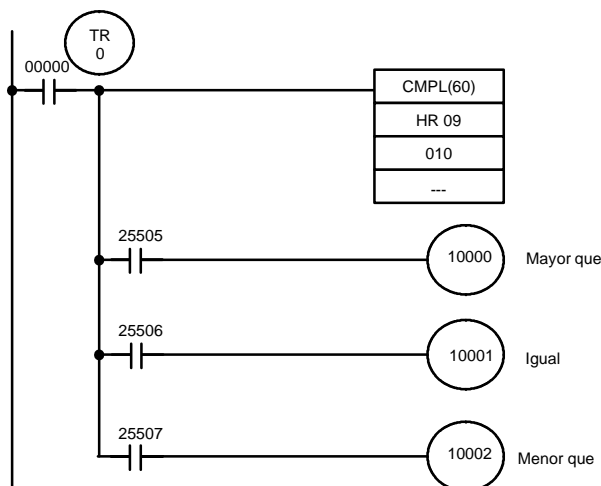 TR
0
00000
CMPL(60)
HR 09
010
---
25505
10000 Mayor que
25506
10001 Igual
25507
10002 Menor que